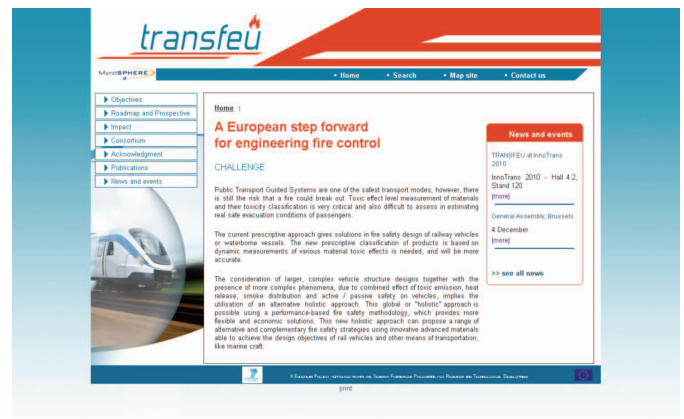 transfeu
MyndSPHERE
• Home • Search • Map site • Contact us
Objectives
Roadmap and Prospective
Impact
Consortium
Acknowledgment
Publications
News and events
Home :
A European step forward
for engineering fire control
CHALLENGE
Public Transport Guided Systems are one of the safest transport modes; however, there
is still the risk that a fire could break out. Toxic effect level measurement of materials
and their toxicity classification is very critical and also difficult to assess in estimating
real safe evacuation conditions of passengers.
The current prescriptive approach gives solutions in fire safety design of railway vehicles
or waterborne vessels. The new prescriptive classification of products is based on
dynamic measurements of various material toxic effects is needed, and will be more
accurate.
The consideration of larger, complex vehicle structure designs together with the
presence of more complex phenomena, due to combined effect of toxic emission, heat
release, smoke distribution and active / passive safety on vehicles, implies the
utilisation of an alternative holistic approach. This global or "holistic" approach is
possible using a performance-based fire safety methodology, which provides more
flexible and economic solutions. This new holistic approach can propose a range of
alternative and complementary fire safety strategies using innovative advanced materials
able to achieve the design objectives of rail vehicles and other means of transportation,
like marine craft.
News and events
TRANSFEU at InnoTrans
2010
InnoTrans 2010 - Hall 4.2,
Stand 120
[more]
General Assembly, Brussels
4 December
[more]
>> see all news
print